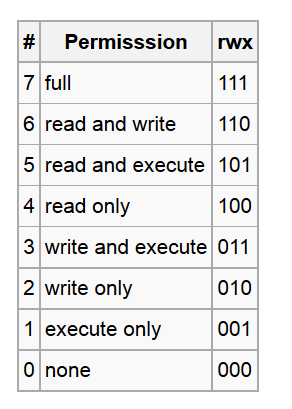 # Permisssion rwx
7 full 111
6 read and write 110
5 read and execute 101
4 read only 100
3 write and execute 011
2 write only 010
1 execute only 001
0 none 000